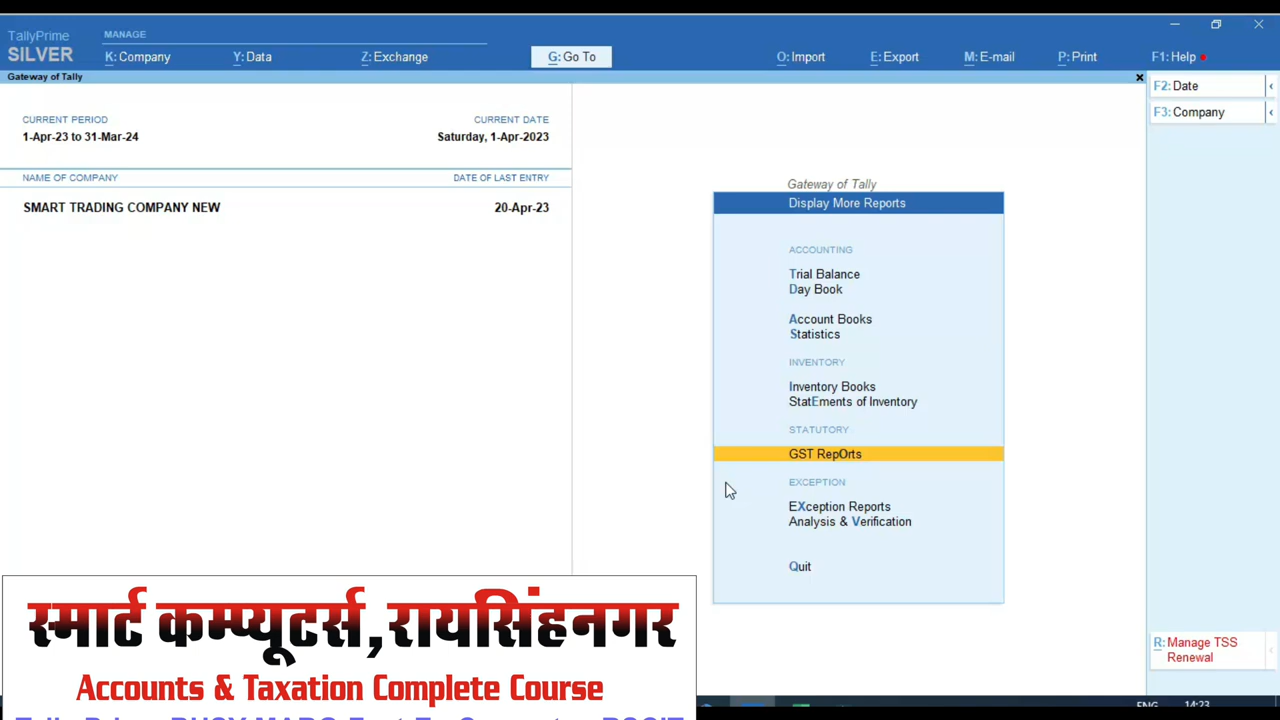 TallyPrime
SILVER
MANAGE
K: Company
Y: Data
Z: Exchange
G: Go To
O: Import
E: Export
M: E-mail
P: Print
F1: Help
Gateway of Tally
F2: Date
F3: Company
CURRENT PERIOD
CURRENT DATE
1-Apr-23 to 31-Mar-24
Saturday, 1-Apr-2023
NAME OF COMPANY
DATE OF LAST ENTRY
SMART TRADING COMPANY NEW
20-Apr-23
Gateway of Tally
Display More Reports
ACCOUNTING
Trial Balance
Day Book
Account Books
Statistics
INVENTORY
Inventory Books
StatEments of Inventory
STATUTORY
GST RepOrts
EXCEPTION
EXception Reports
Analysis & Verification
Quit
R: Manage TSS
Renewal
स्मार्ट कम्प्यूटर्स,रायसिंहनगर
Accounts & Taxation Complete Course
ENG
14:23